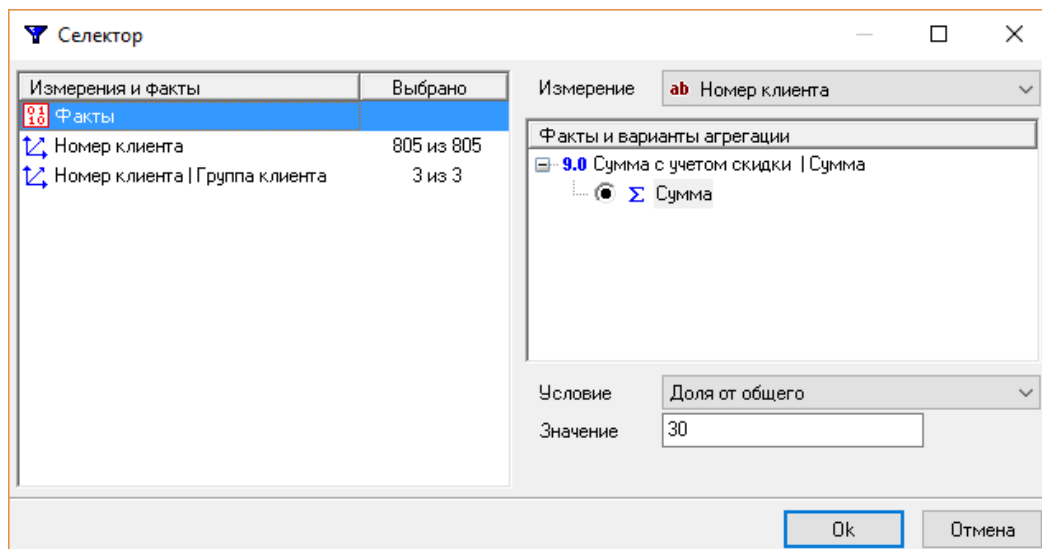 Селектор
Измерения и факты Выбрано
Факты
Номер клиента 805 из 805
Номер клиента | Группа клиента 3 из 3
Измерение ab Номер клиента
Факты и варианты агрегации
9.0 Сумма с учетом скидки | Сумма
Σ Сумма
Условие Доля от общего
Значение 30
Ok Отмена